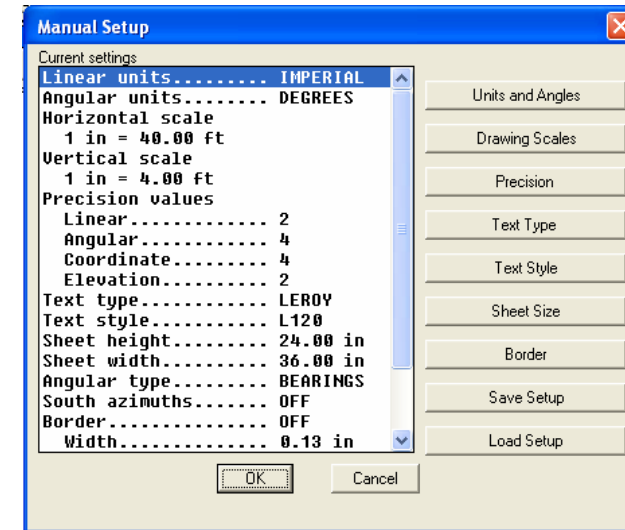 Manual Setup
Current settings
Linear units......... IMPERIAL
Angular units........ DEGREES
Horizontal scale
1 in = 40.00 ft
Vertical scale
1 in = 4.00 ft
Precision values
Linear............. 2
Angular............ 4
Coordinate......... 4
Elevation.......... 2
Text type............ LEROY
Text style........... L120
Sheet height......... 24.00 in
Sheet width.......... 36.00 in
Angular type......... BEARINGS
South azimuths....... OFF
Border............... OFF
Width.............. 0.13 in
Units and Angles
Drawing Scales
Precision
Text Type
Text Style
Sheet Size
Border
Save Setup
Load Setup
OK
Cancel